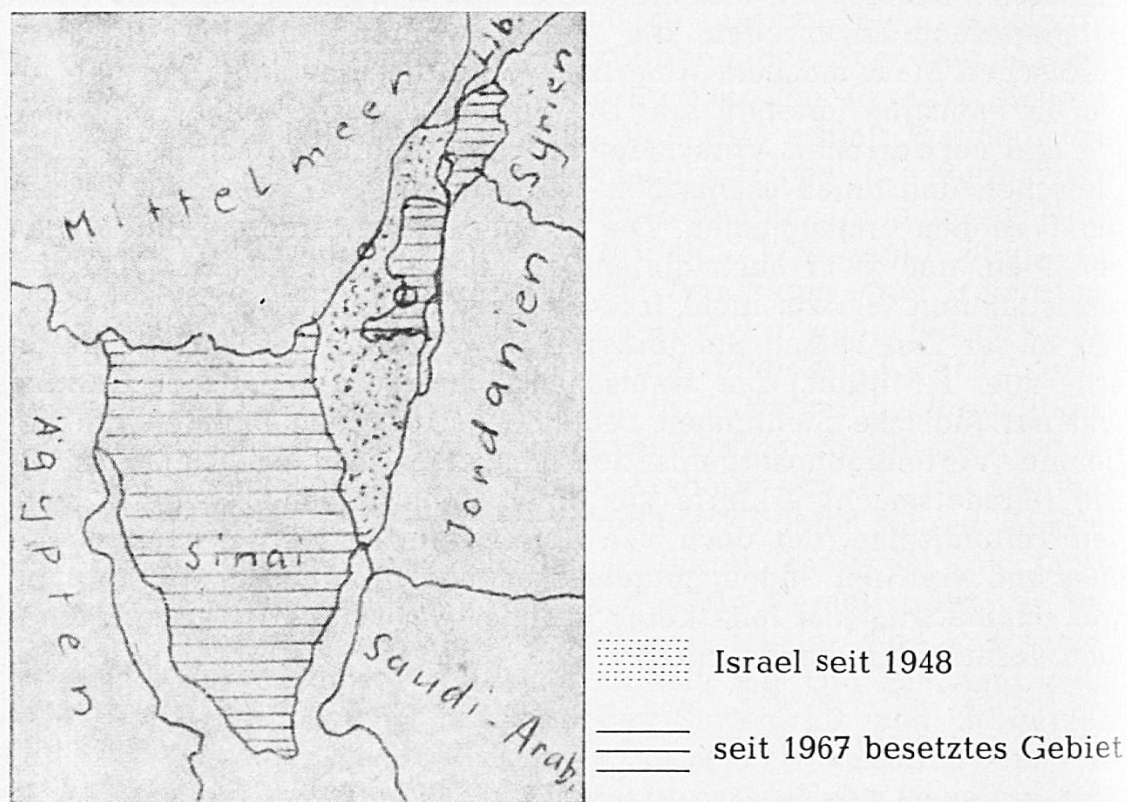 Lib.
Syrien
Mittelmeer
Jordanien
Ägypten
Sinai
Saudi-Arab.
Israel seit 1948
seit 1967 besetztes Gebiet